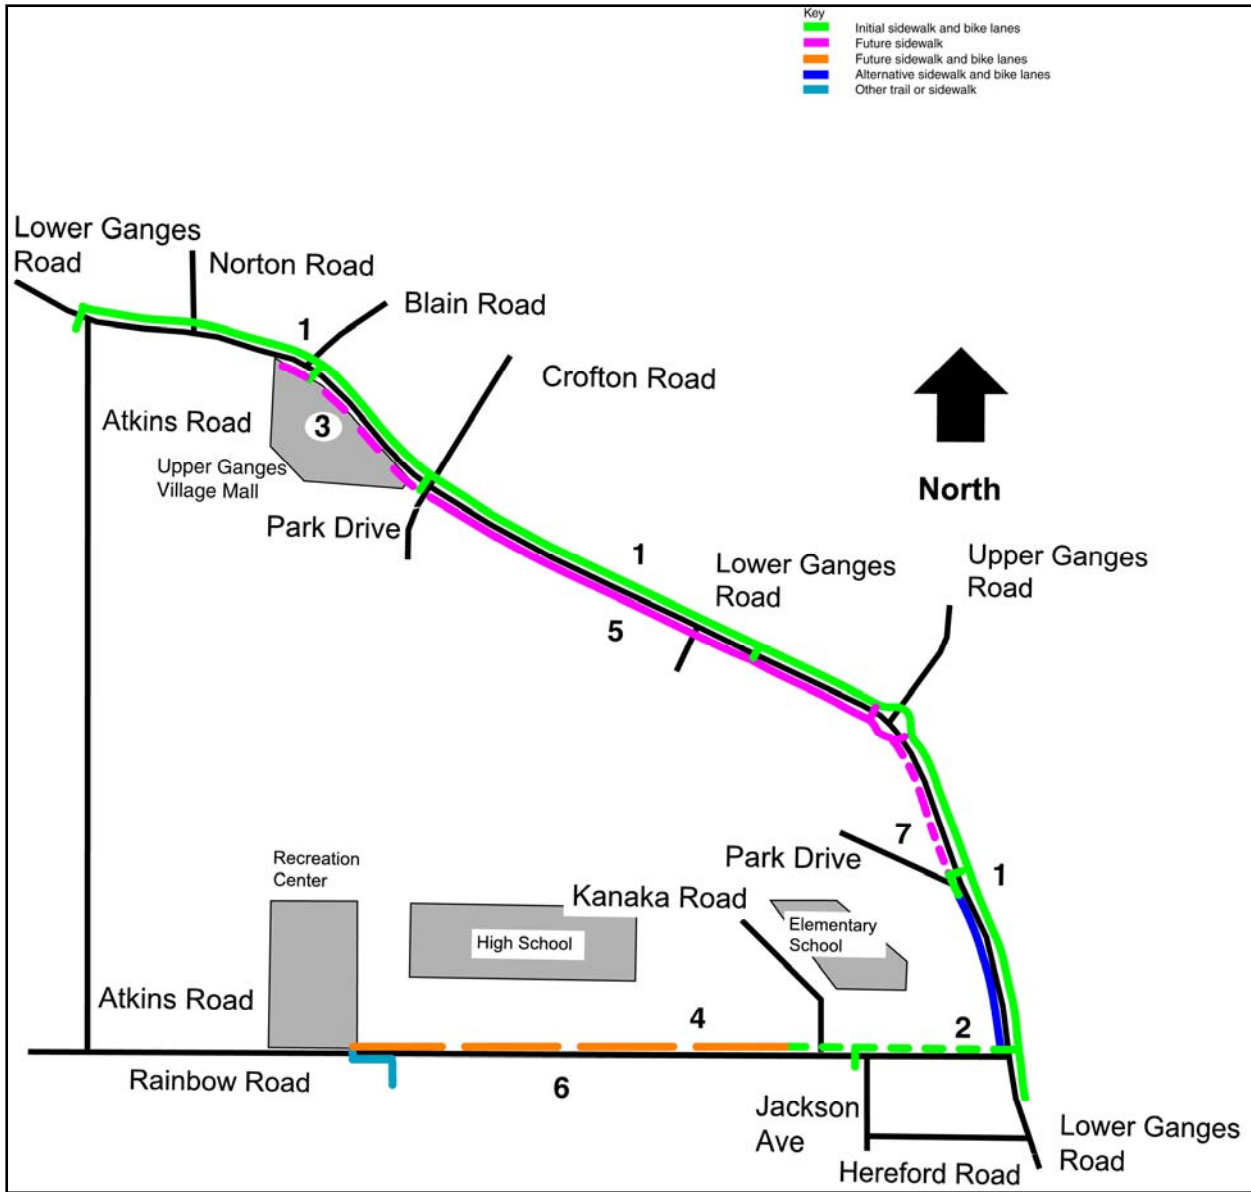 Key
Initial sidewalk and bike lanes
Future sidewalk
Future sidewalk and bike lanes
Alternative sidewalk and bike lanes
Other trail or sidewalk
Lower Ganges
Road
Norton Road
Blain Road
1
Crofton Road
Atkins Road
3
Upper Ganges
Village Mall
Park Drive
North
1
Lower Ganges
Road
Upper Ganges
Road
5
7
Park Drive
1
Recreation
Center
Kanaka Road
Elementary
School
High School
Atkins Road
4
2
Rainbow Road
6
Jackson
Ave
Hereford Road
Lower Ganges
Road